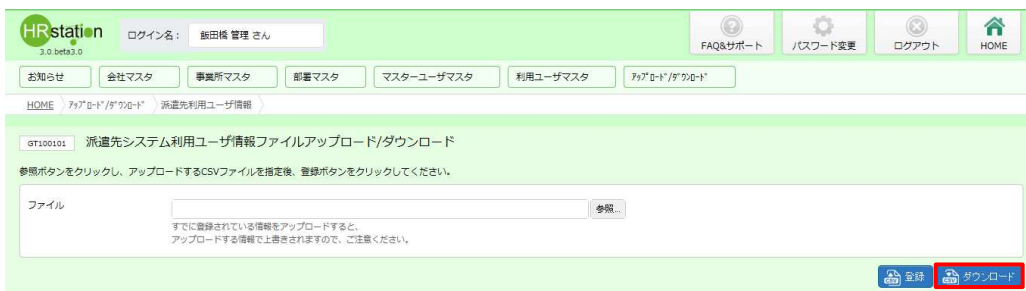 HRstation
3.0.beta3.0
ログイン名： 飯田橋 管理 さん
FAQ&サポート パスワード変更 ログアウト HOME
お知らせ 会社マスタ 事業所マスタ 部署マスタ マスターユーザマスタ 利用ユーザマスタ ｱｯﾌﾟﾛｰﾄﾞ/ﾀﾞｳﾝﾛｰﾄﾞ
HOME ｱｯﾌﾟﾛｰﾄﾞ/ﾀﾞｳﾝﾛｰﾄﾞ 派遣先利用ユーザ情報
GT100101 派遣先システム利用ユーザ情報ファイルアップロード/ダウンロード
参照ボタンをクリックし、アップロードするCSVファイルを指定後、登録ボタンをクリックしてください。
ファイル 参照...
すでに登録されている情報をアップロードすると、
アップロードする情報で上書きされますので、ご注意ください。
CSV 登録 CSV ダウンロード